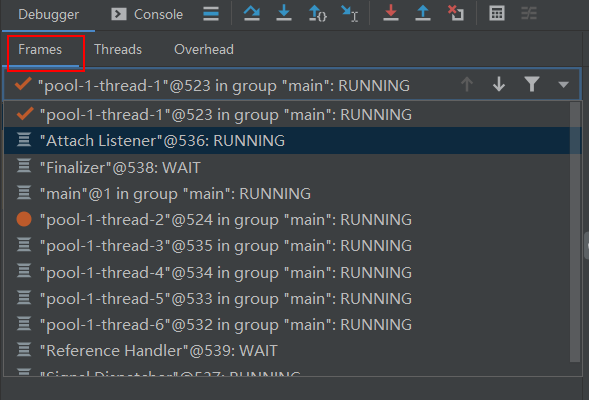 Debugger Console
Frames Threads Overhead
"pool-1-thread-1"@523 in group "main": RUNNING
"pool-1-thread-1"@523 in group "main": RUNNING
"Attach Listener"@536: RUNNING
"Finalizer"@538: WAIT
"main"@1 in group "main": RUNNING
"pool-1-thread-2"@524 in group "main": RUNNING
"pool-1-thread-3"@535 in group "main": RUNNING
"pool-1-thread-4"@534 in group "main": RUNNING
"pool-1-thread-5"@533 in group "main": RUNNING
"pool-1-thread-6"@532 in group "main": RUNNING
"Reference Handler"@539: WAIT
"Signal Dispatcher"@537: RUNNING